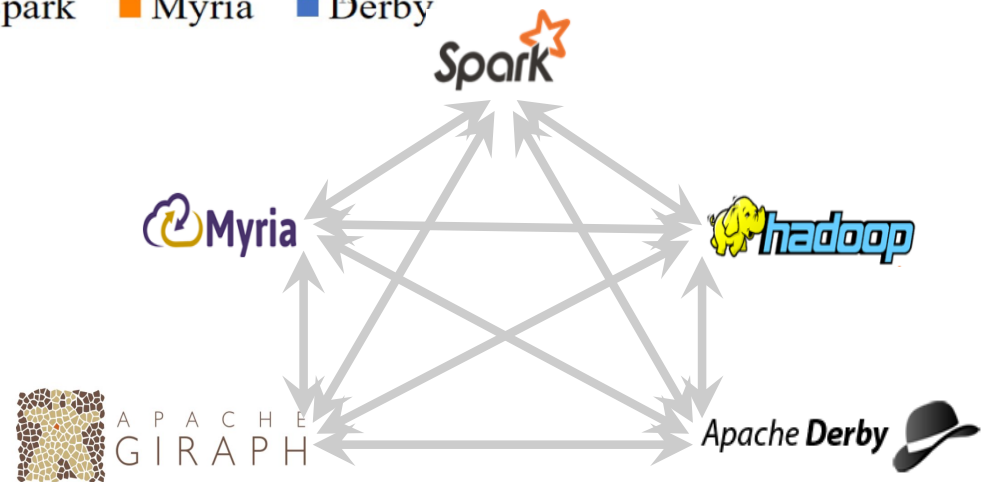 park Myria Derby
Spark
Myria
hadoop
APACHE
GIRAPH
Apache Derby